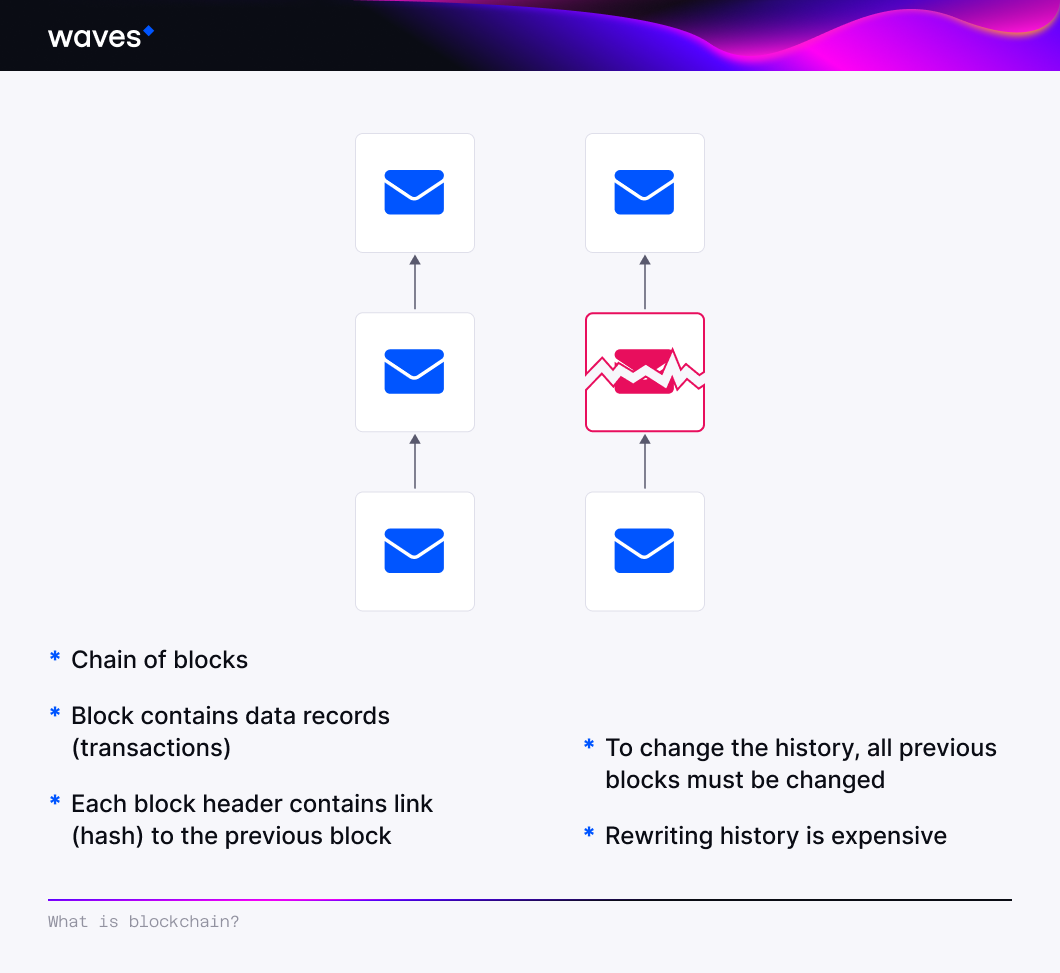 waves
* Chain of blocks
* Block contains data records
(transactions)
* Each block header contains link
(hash) to the previous block
* To change the history, all previous
blocks must be changed
* Rewriting history is expensive
What is blockchain?